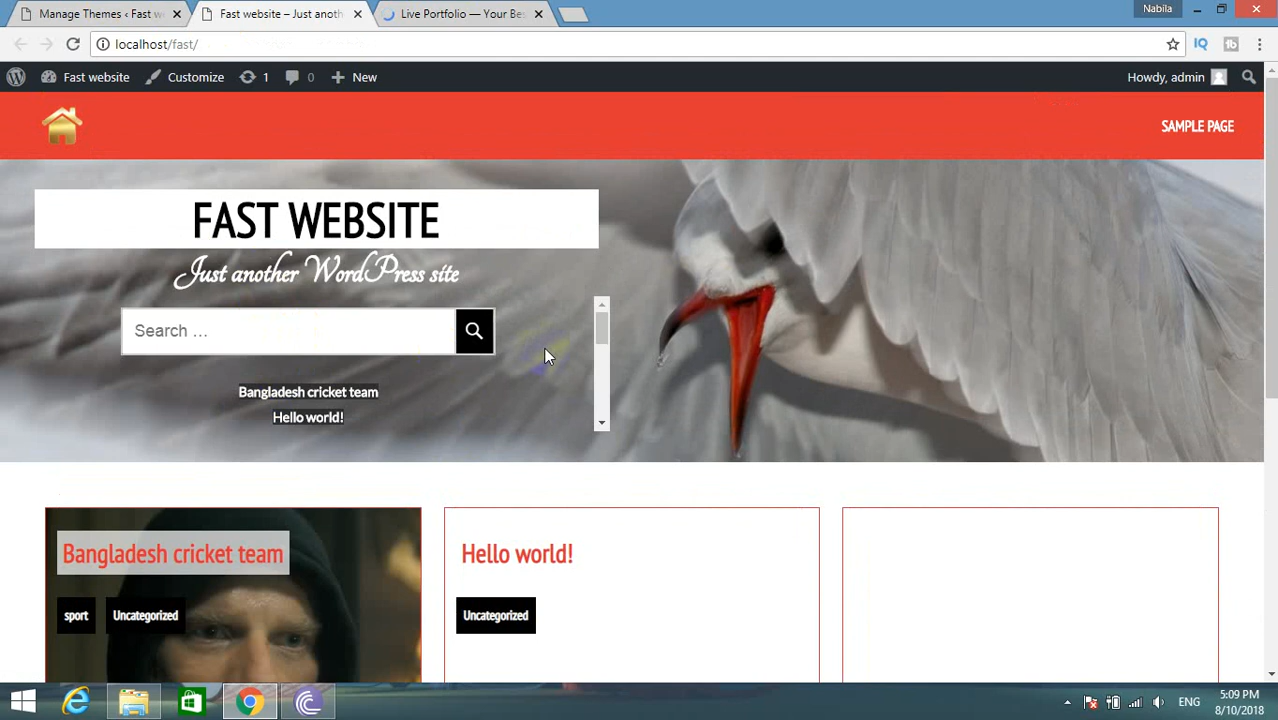 Manage Themes ‹ Fast w
Fast website – Just anoth
Live Portfolio — Your Bes
Nabila
localhost/fast/
Fast website
Customize
1
0
New
Howdy, admin
SAMPLE PAGE
FAST WEBSITE
Just another WordPress site
Search …
Bangladesh cricket team
Hello world!
Bangladesh cricket team
sport
Uncategorized
Hello world!
Uncategorized
ENG
5:09 PM
8/10/2018